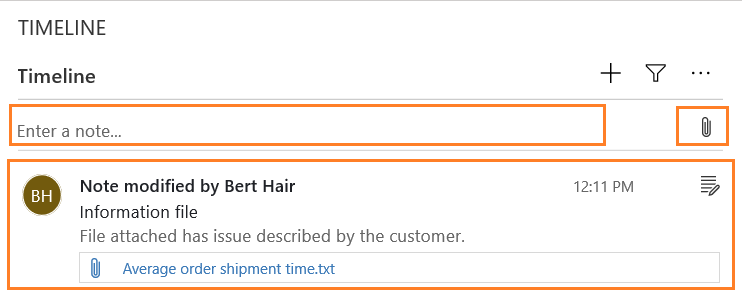 TIMELINE
Timeline
Enter a note...
BH
Note modified by Bert Hair 12:11 PM
Information file
File attached has issue described by the customer.
Average order shipment time.txt